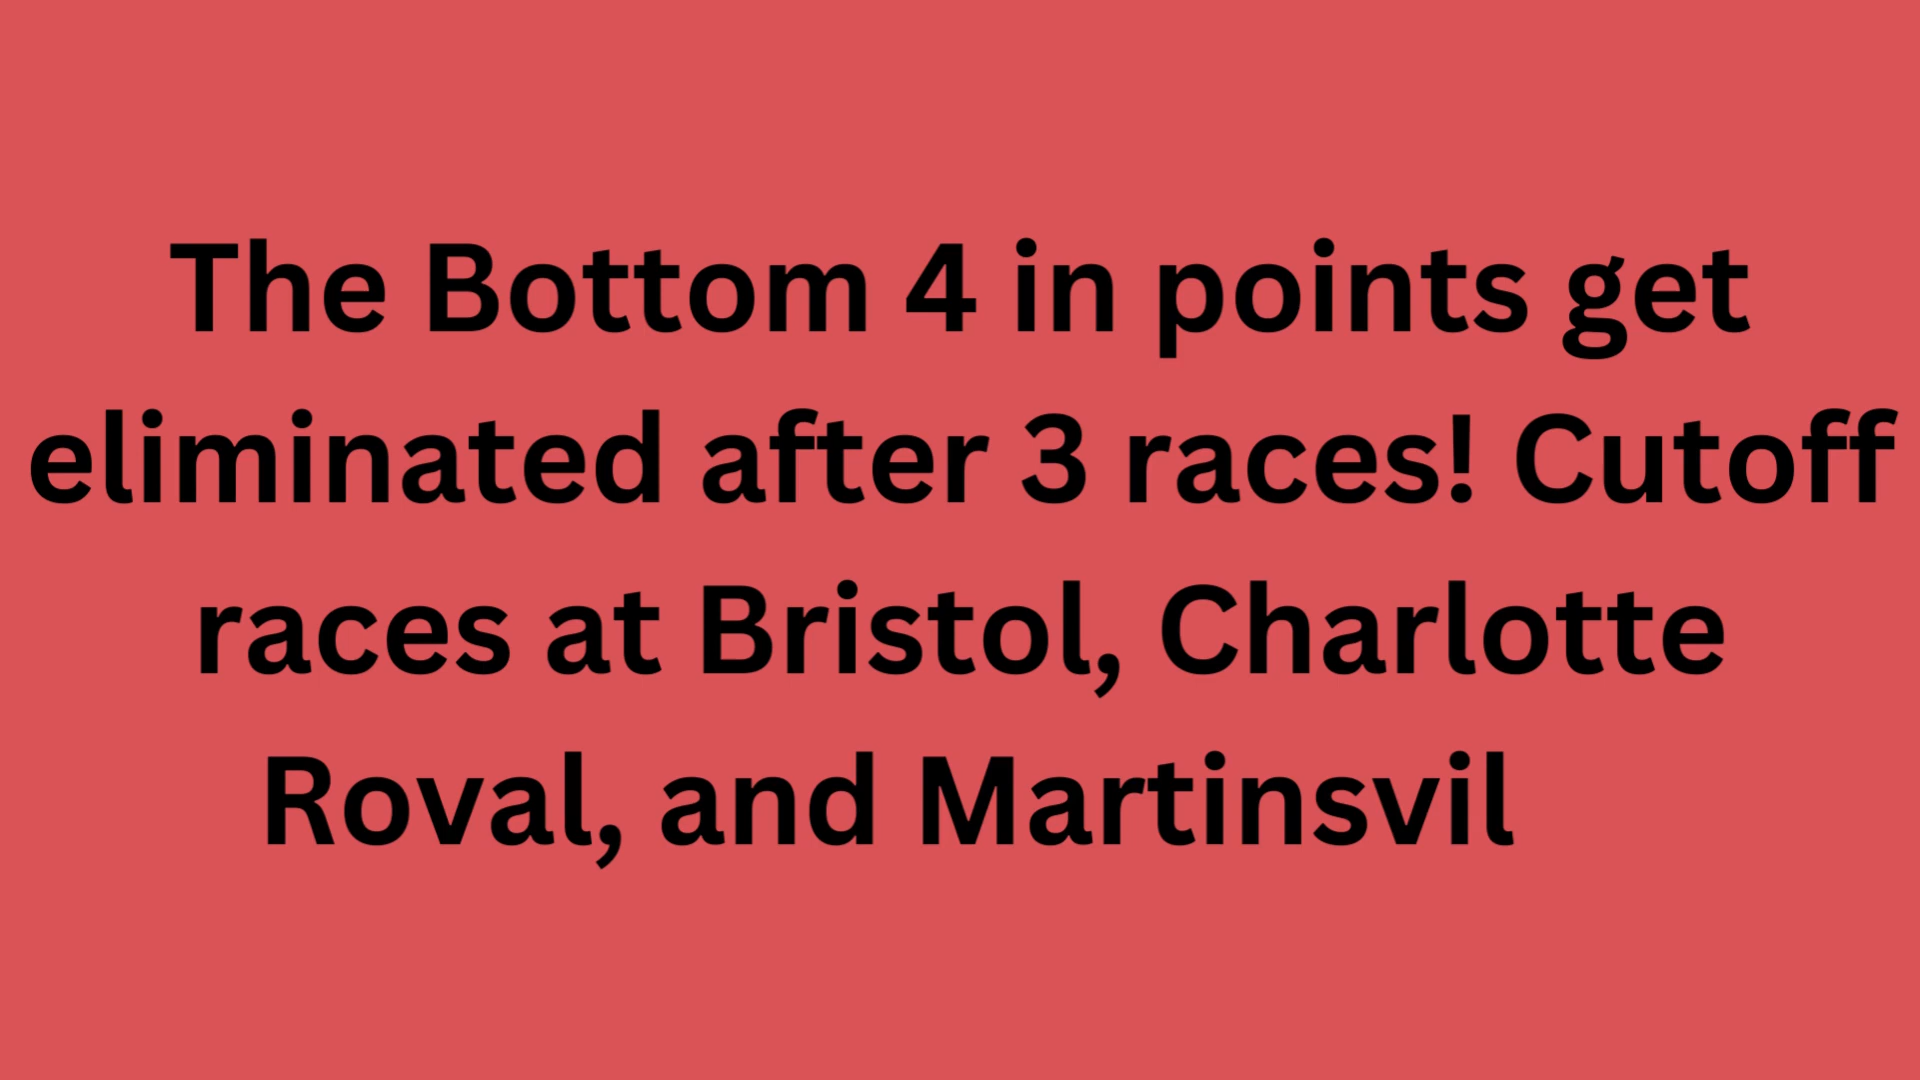 The Bottom 4 in points get
eliminated after 3 races! Cutoff
races at Bristol, Charlotte
Roval, and Martinsvil